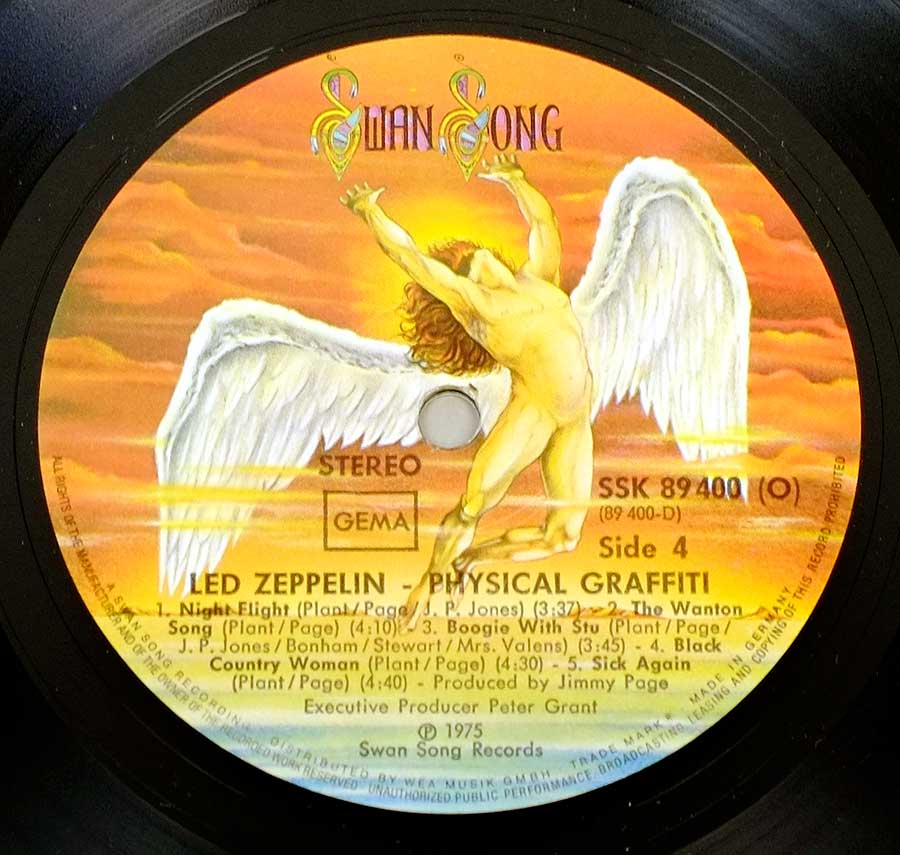 SWAN SONG
STEREO
GEMA
SSK 89 400 (O)
(89 400-D)
Side 4
LED ZEPPELIN - PHYSICAL GRAFFITI
1. Night Flight (Plant / Page / J. P. Jones) (3:37) - 2. The Wanton
Song (Plant / Page) (4:10) - 3. Boogie With Stu (Plant / Page /
J. P. Jones / Bonham / Stewart / Mrs. Valens) (3:45) - 4. Black
Country Woman (Plant / Page) (4:30) - 5. Sick Again
(Plant / Page) (4:40) - Produced by Jimmy Page
Executive Producer Peter Grant
℗ 1975
Swan Song Records
A SWAN SONG RECORDING · DISTRIBUTED BY WEA MUSIK GMBH · TRADE MARK ® MADE IN GERMANY
ALL RIGHTS OF THE MANUFACTURER AND OF THE OWNER OF THE RECORDED WORK RESERVED UNAUTHORIZED PUBLIC PERFORMANCE, BROADCASTING, LEASING AND COPYING OF THIS RECORD PROHIBITED